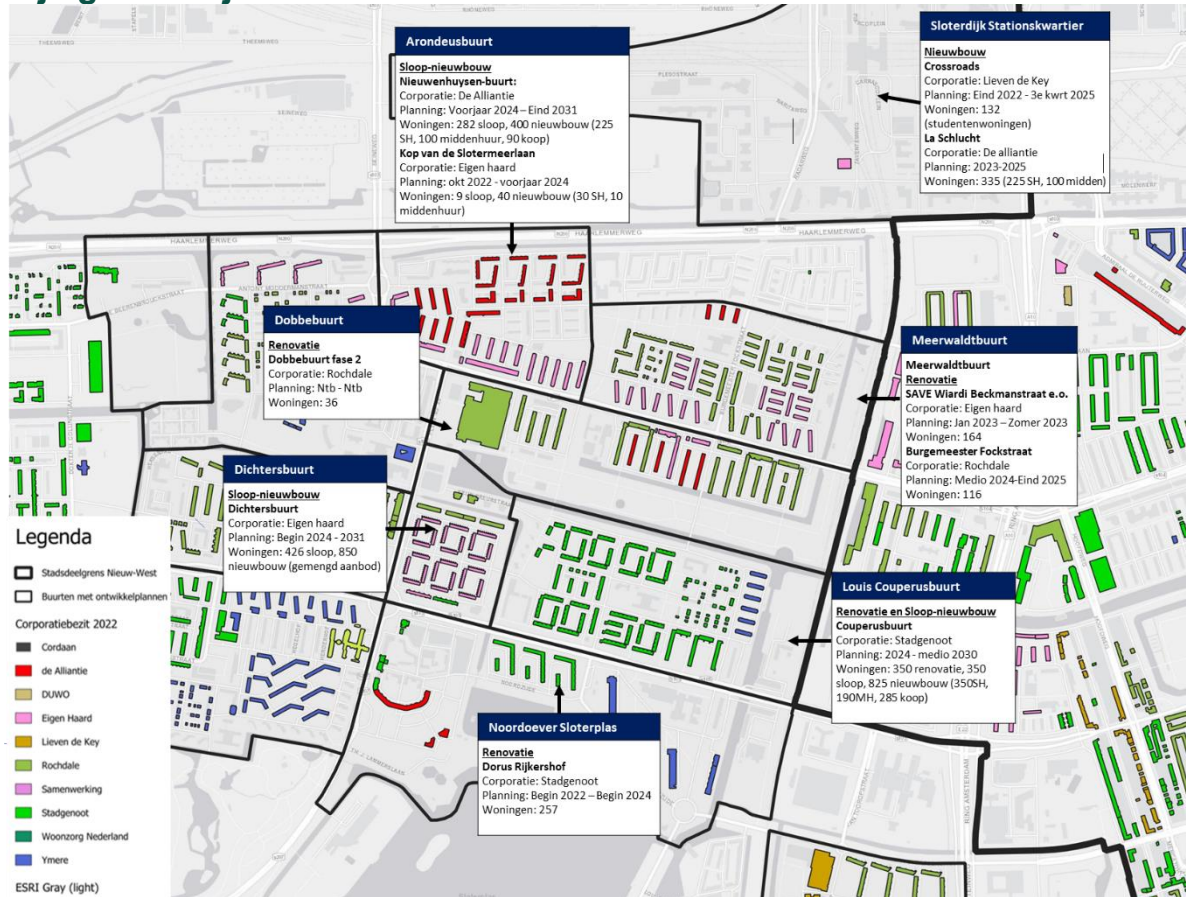 Arondeusbuurt
Sloop-nieuwbouw
Nieuwenhuysen-buurt:
Corporatie: De Alliantie
Planning: Voorjaar 2024 – Eind 2031
Woningen: 282 sloop, 400 nieuwbouw (225
SH, 100 middenhuur, 90 koop)
Kop van de Slotermeerlaan
Corporatie: Eigen haard
Planning: okt 2022 - voorjaar 2024
Woningen: 9 sloop, 40 nieuwbouw (30 SH, 10
middenhuur)
Sloterdijk Stationskwartier
Nieuwbouw
Crossroads
Corporatie: Lieven de Key
Planning: Eind 2022 - 3e kwrt 2025
Woningen: 132
(studentenwoningen)
La Schlucht
Corporatie: De alliantie
Planning: 2023-2025
Woningen: 335 (225 SH, 100 midden)
HAARLEMMERWEG
HAARLEMMERWEG
HAARLEMMERWEG
Dobbebuurt
Renovatie
Dobbebuurt fase 2
Corporatie: Rochdale
Planning: Ntb - Ntb
Woningen: 36
Meerwaldtbuurt
Meerwaldtbuurt
Renovatie
SAVE Wiardi Beckmanstraat e.o.
Corporatie: Eigen haard
Planning: Jan 2023 – Zomer 2023
Woningen: 164
Burgemeester Fockstraat
Corporatie: Rochdale
Planning: Medio 2024-Eind 2025
Woningen: 116
Dichtersbuurt
Sloop-nieuwbouw
Dichtersbuurt
Corporatie: Eigen haard
Planning: Begin 2024 - 2031
Woningen: 426 sloop, 850
nieuwbouw (gemengd aanbod)
Louis Couperusbuurt
Renovatie en Sloop-nieuwbouw
Couperusbuurt
Corporatie: Stadgenoot
Planning: 2024 - medio 2030
Woningen: 350 renovatie, 350
sloop, 825 nieuwbouw (350SH,
190MH, 285 koop)
Noordoever Sloterplas
Renovatie
Dorus Rijkershof
Corporatie: Stadgenoot
Planning: Begin 2022 – Begin 2024
Woningen: 257
Legenda
Stadsdeelgrens Nieuw-West
Buurten met ontwikkelplannen
Corporatiebezit 2022
Cordaan
de Alliantie
DUWO
Eigen Haard
Lieven de Key
Rochdale
Samenwerking
Stadgenoot
Woonzorg Nederland
Ymere
ESRI Gray (light)